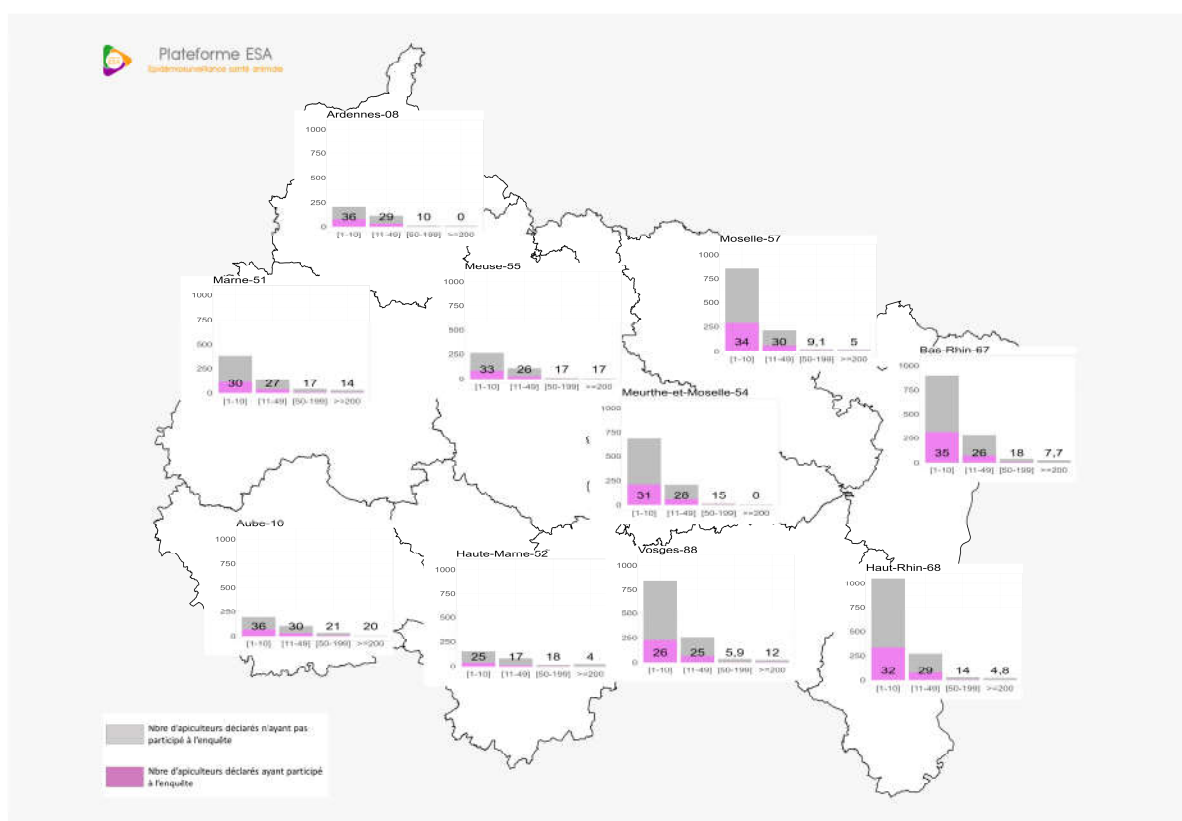 Plateforme ESA
Epidémiosurveillance santé animale
Ardennes-08
1000
750
500
250
0
36 29 10 0
[1-10] [11-49] [50-199] >=200
Moselle-57
1000
750
500
250
0
34 30 9,1 5
[1-10] [11-49] [50-199] >=200
Meuse-55
1000
750
500
250
0
33 26 17 17
[1-10] [11-49] [50-199] >=200
Marne-51
1000
750
500
250
0
30 27 17 14
[1-10] [11-49] [50-199] >=200
Bas-Rhin-67
1000
750
500
250
0
35 26 18 7,7
[1-10] [11-49] [50-199] >=200
Meurthe-et-Moselle-54
1000
750
500
250
0
31 28 15 0
[1-10] [11-49] [50-199] >=200
Aube-10
1000
750
500
250
0
36 30 21 20
[1-10] [11-49] [50-199] >=200
Haute-Marne-52
1000
750
500
250
0
25 17 18 4
[1-10] [11-49] [50-199] >=200
Vosges-88
1000
750
500
250
0
26 25 5,9 12
[1-10] [11-49] [50-199] >=200
Haut-Rhin-68
1000
750
500
250
0
32 29 14 4,8
[1-10] [11-49] [50-199] >=200
Nbre d'apiculteurs déclarés n'ayant pas
participé à l'enquête
Nbre d'apiculteurs déclarés ayant participé
à l'enquête